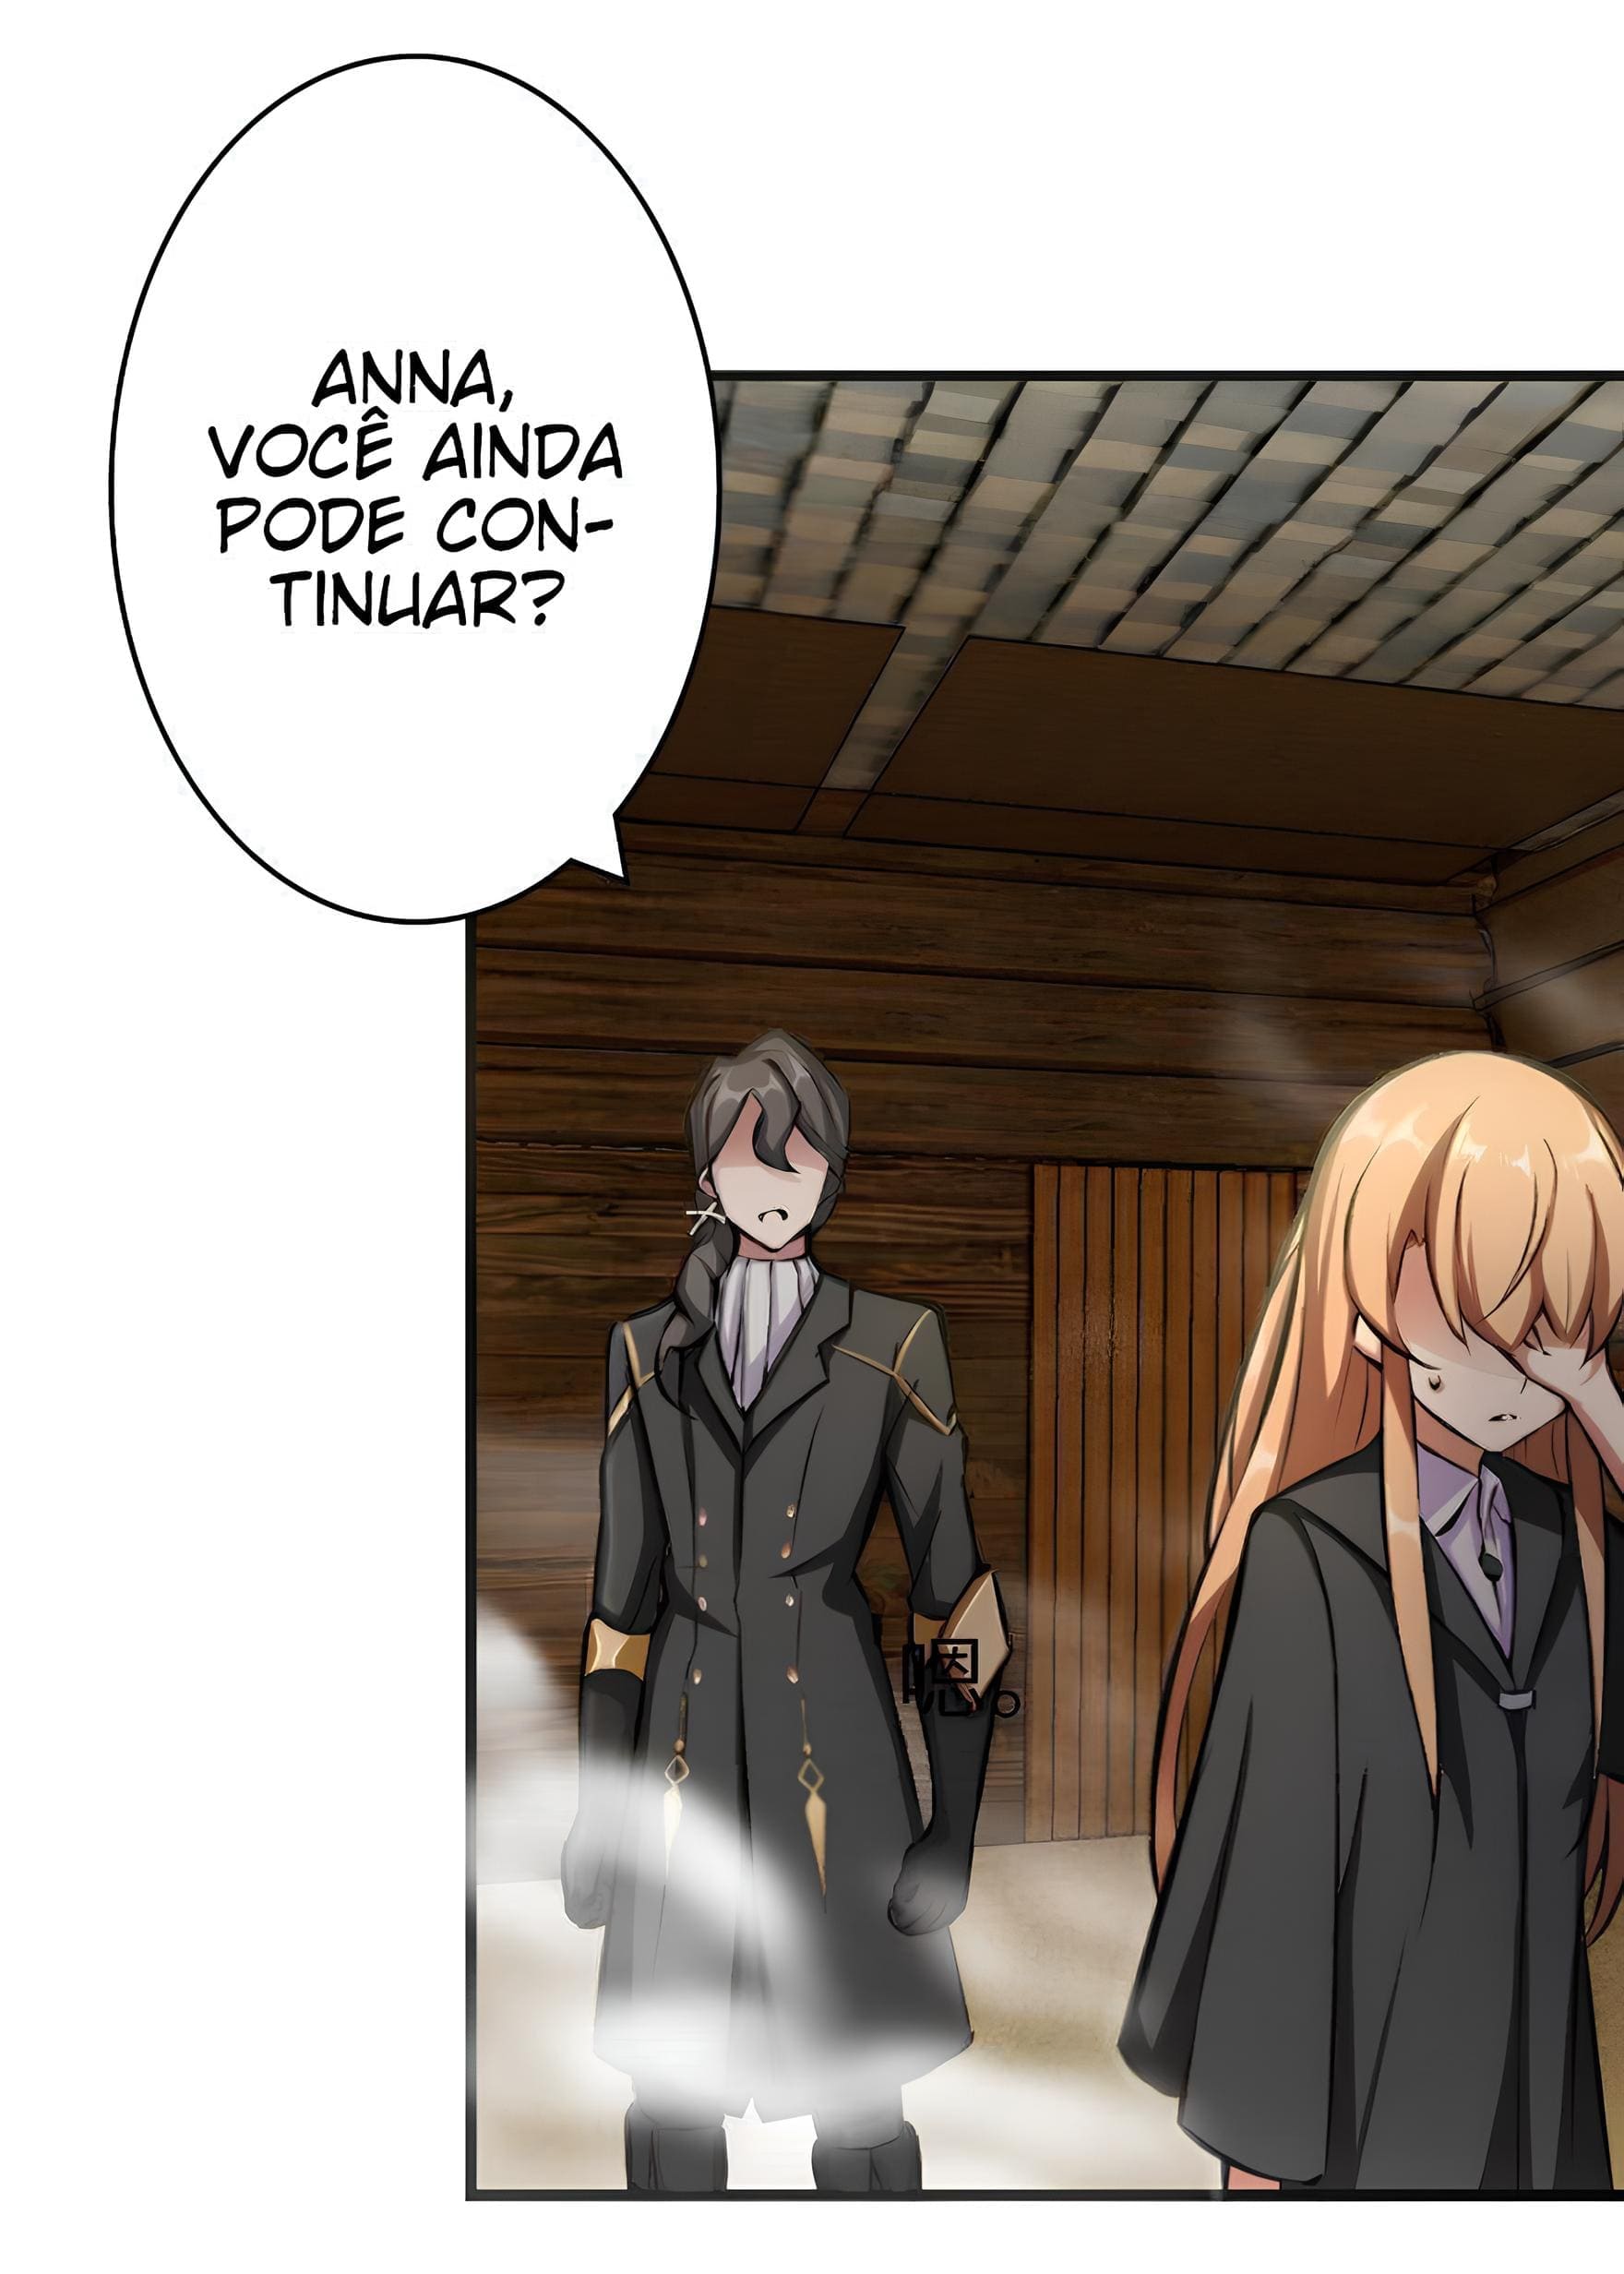 ANNA,
VOCÊ AINDA
PODE CON-
TINUAR?
嗯。